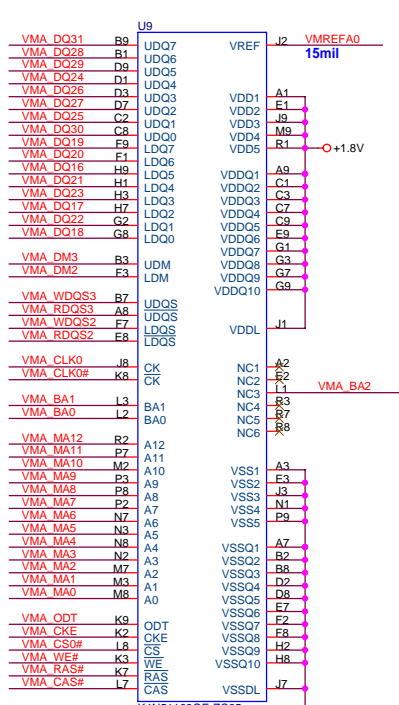 U9
VMA_DQ31 B9 UDQ7 VREF J2 VMREFA0
VMA_DQ28 B1 UDQ6 15mil
VMA_DQ29 D9 UDQ5
VMA_DQ24 D1 UDQ4
VMA_DQ26 D3 UDQ3 VDD1 A1
VMA_DQ27 D7 UDQ2 VDD2 E1
VMA_DQ25 C2 UDQ1 VDD3 J9
VMA_DQ30 C8 UDQ0 VDD4 M9
VMA_DQ19 F9 LDQ7 VDD5 R1 +1.8V
VMA_DQ20 F1 LDQ6
VMA_DQ16 H9 LDQ5 VDDQ1 A9
VMA_DQ21 H1 LDQ4 VDDQ2 C1
VMA_DQ23 H3 LDQ3 VDDQ3 C3
VMA_DQ17 H7 LDQ2 VDDQ4 C7
VMA_DQ22 G2 LDQ1 VDDQ5 C9
VMA_DQ18 G8 LDQ0 VDDQ6 E9
VDDQ7 G1
VMA_DM3 B3 UDM VDDQ8 G3
VMA_DM2 F3 LDM VDDQ9 G7
VDDQ10 G9
VMA_WDQS3 B7 UDQS
VMA_RDQS3 A8 UDQS
VMA_WDQS2 F7 LDQS VDDL J1
VMA_RDQS2 E8 LDQS
VMA_CLK0 J8 CK NC1 A2
VMA_CLK0# K8 CK NC2 E2
NC3 L1 VMA_BA2
VMA_BA1 L3 BA1 NC4 R3
VMA_BA0 L2 BA0 NC5 R7
NC6 R8
VMA_MA12 R2 A12
VMA_MA11 P7 A11
VMA_MA10 M2 A10 VSS1 A3
VMA_MA9 P3 A9 VSS2 E3
VMA_MA8 P8 A8 VSS3 J3
VMA_MA7 P2 A7 VSS4 N1
VMA_MA6 N7 A6 VSS5 P9
VMA_MA5 N3 A5
VMA_MA4 N8 A4 VSSQ1 A7
VMA_MA3 N2 A3 VSSQ2 B2
VMA_MA2 M7 A2 VSSQ3 B8
VMA_MA1 M3 A1 VSSQ4 D2
VMA_MA0 M8 A0 VSSQ5 D8
VSSQ6 E7
VMA_ODT K9 ODT VSSQ7 F2
VMA_CKE K2 CKE VSSQ8 F8
VMA_CS0# L8 CS VSSQ9 H2
VMA_WE# K3 WE VSSQ10 H8
VMA_RAS# K7 RAS
VMA_CAS# L7 CAS VSSDL J7